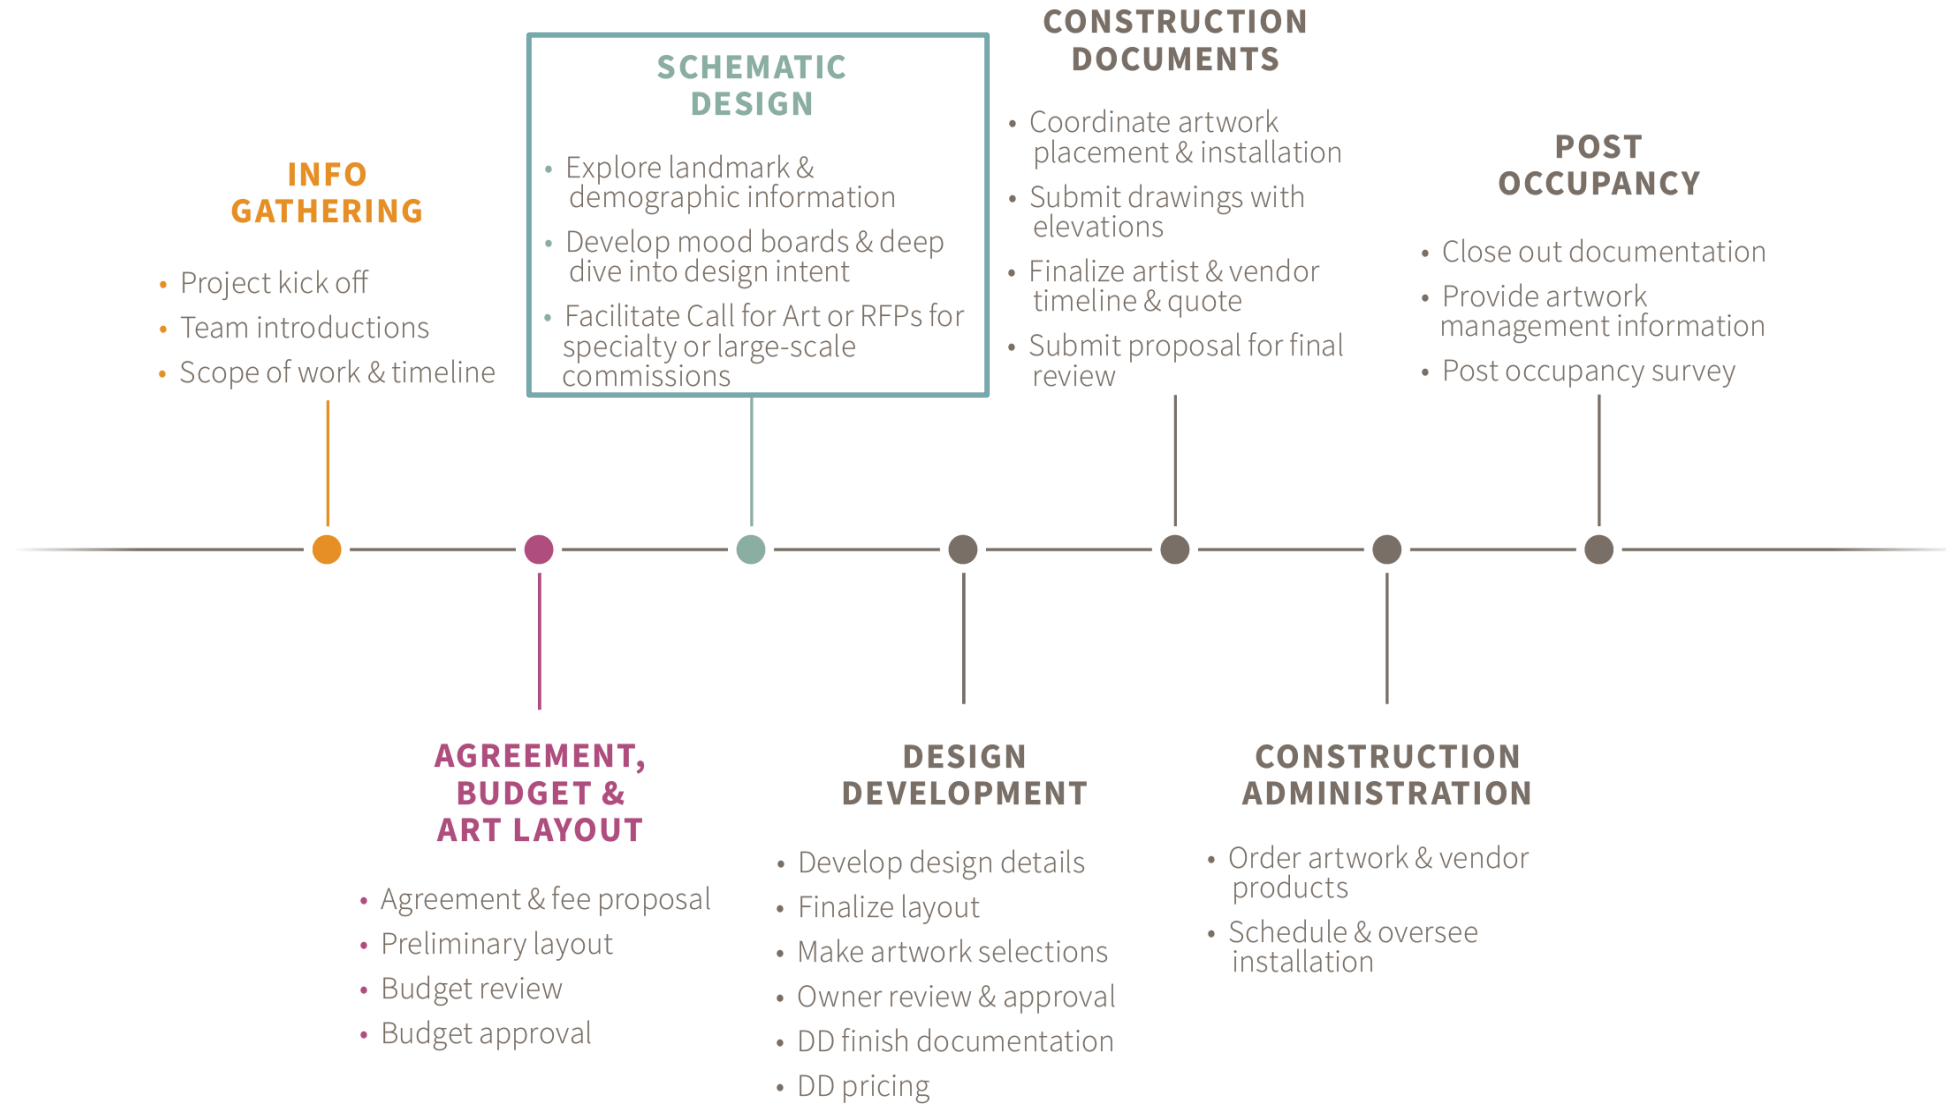 INFO
GATHERING
• Project kick off
• Team introductions
• Scope of work & timeline
AGREEMENT,
BUDGET &
ART LAYOUT
• Agreement & fee proposal
• Preliminary layout
• Budget review
• Budget approval
SCHEMATIC
DESIGN
• Explore landmark &
demographic information
• Develop mood boards & deep
dive into design intent
• Facilitate Call for Art or RFPs for
specialty or large-scale
commissions
DESIGN
DEVELOPMENT
• Develop design details
• Finalize layout
• Make artwork selections
• Owner review & approval
• DD finish documentation
• DD pricing
CONSTRUCTION
DOCUMENTS
• Coordinate artwork
placement & installation
• Submit drawings with
elevations
• Finalize artist & vendor
timeline & quote
• Submit proposal for final
review
CONSTRUCTION
ADMINISTRATION
• Order artwork & vendor
products
• Schedule & oversee
installation
POST
OCCUPANCY
• Close out documentation
• Provide artwork
management information
• Post occupancy survey